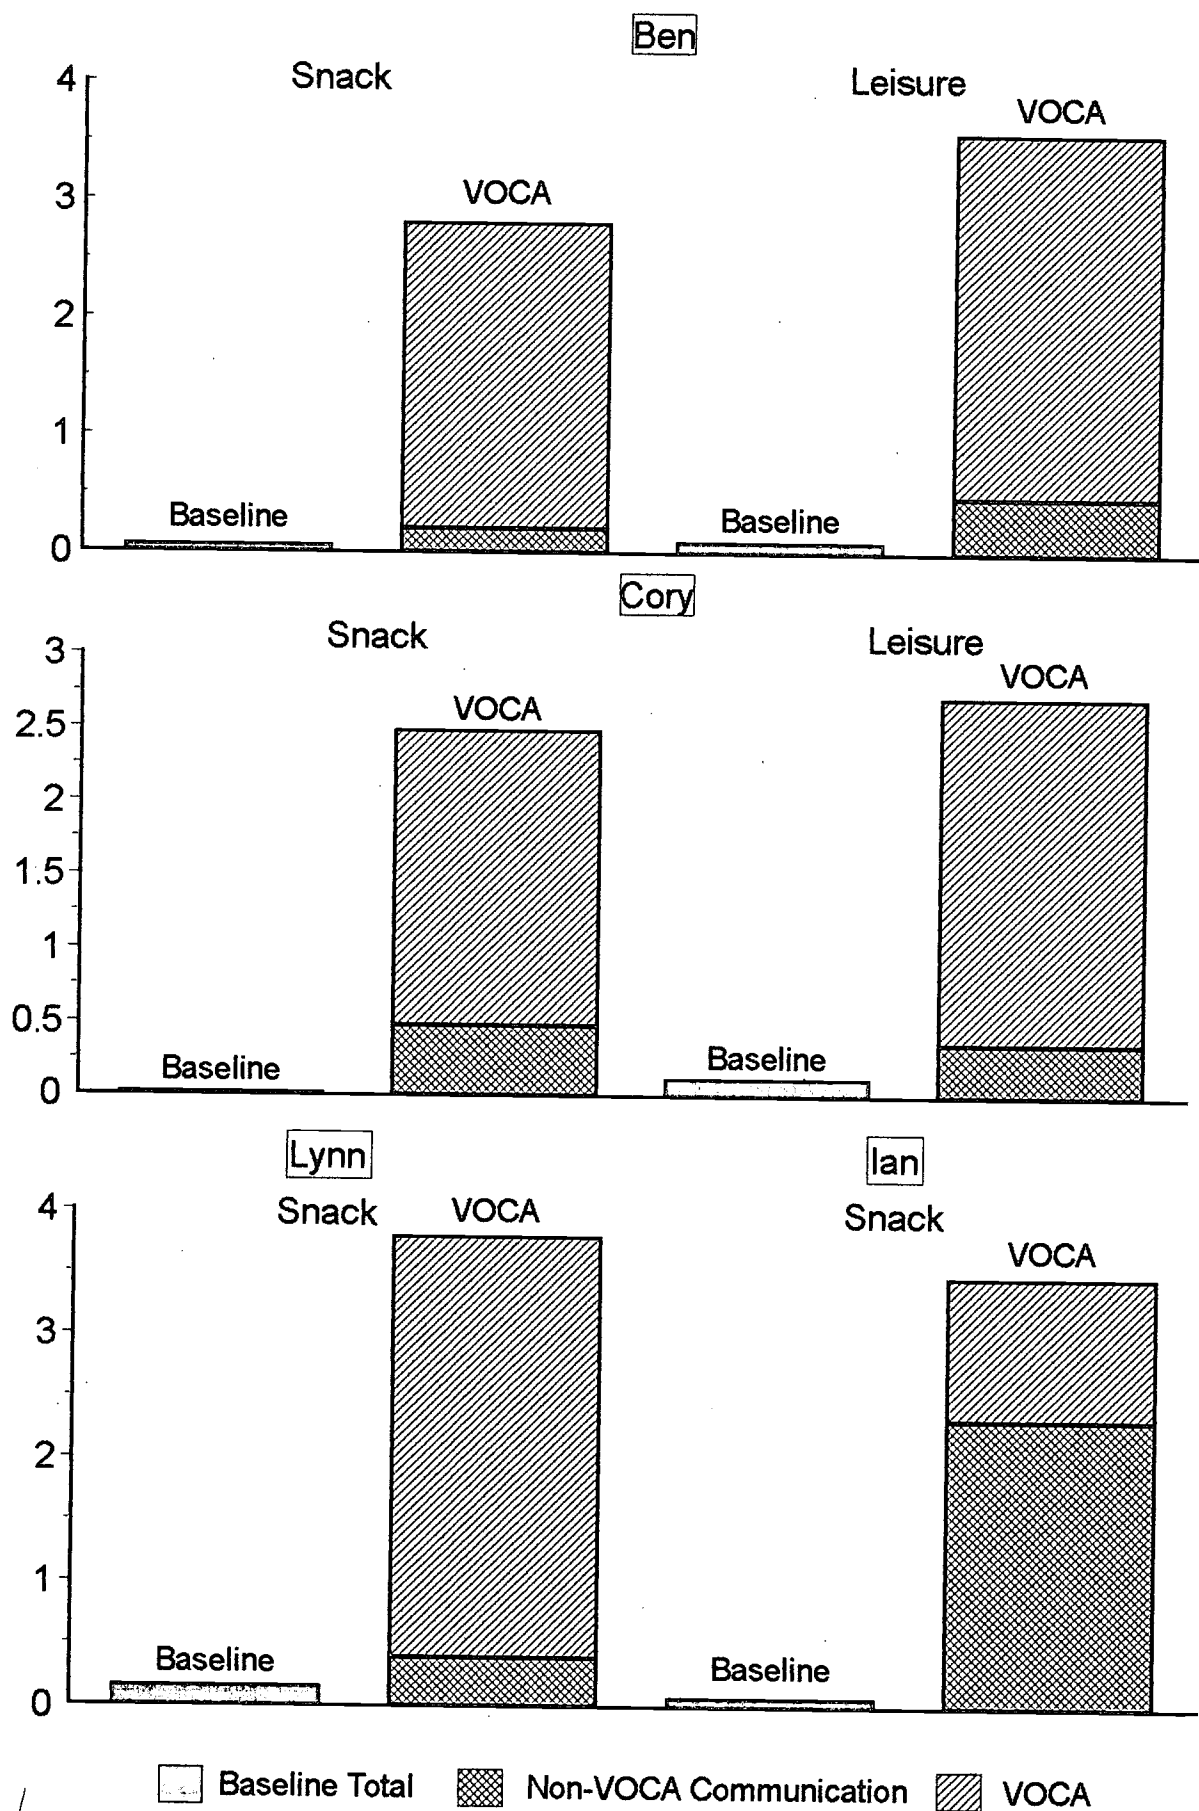 Ben
Snack
Leisure
VOCA
VOCA
Baseline
Baseline
4
3
2
1
0
Cory
Snack
Leisure
VOCA
VOCA
Baseline
Baseline
3
2.5
2
1.5
1
0.5
0
Lynn
Ian
Snack
VOCA
Snack
VOCA
Baseline
Baseline
4
3
2
1
0
Baseline Total
Non-VOCA Communication
VOCA